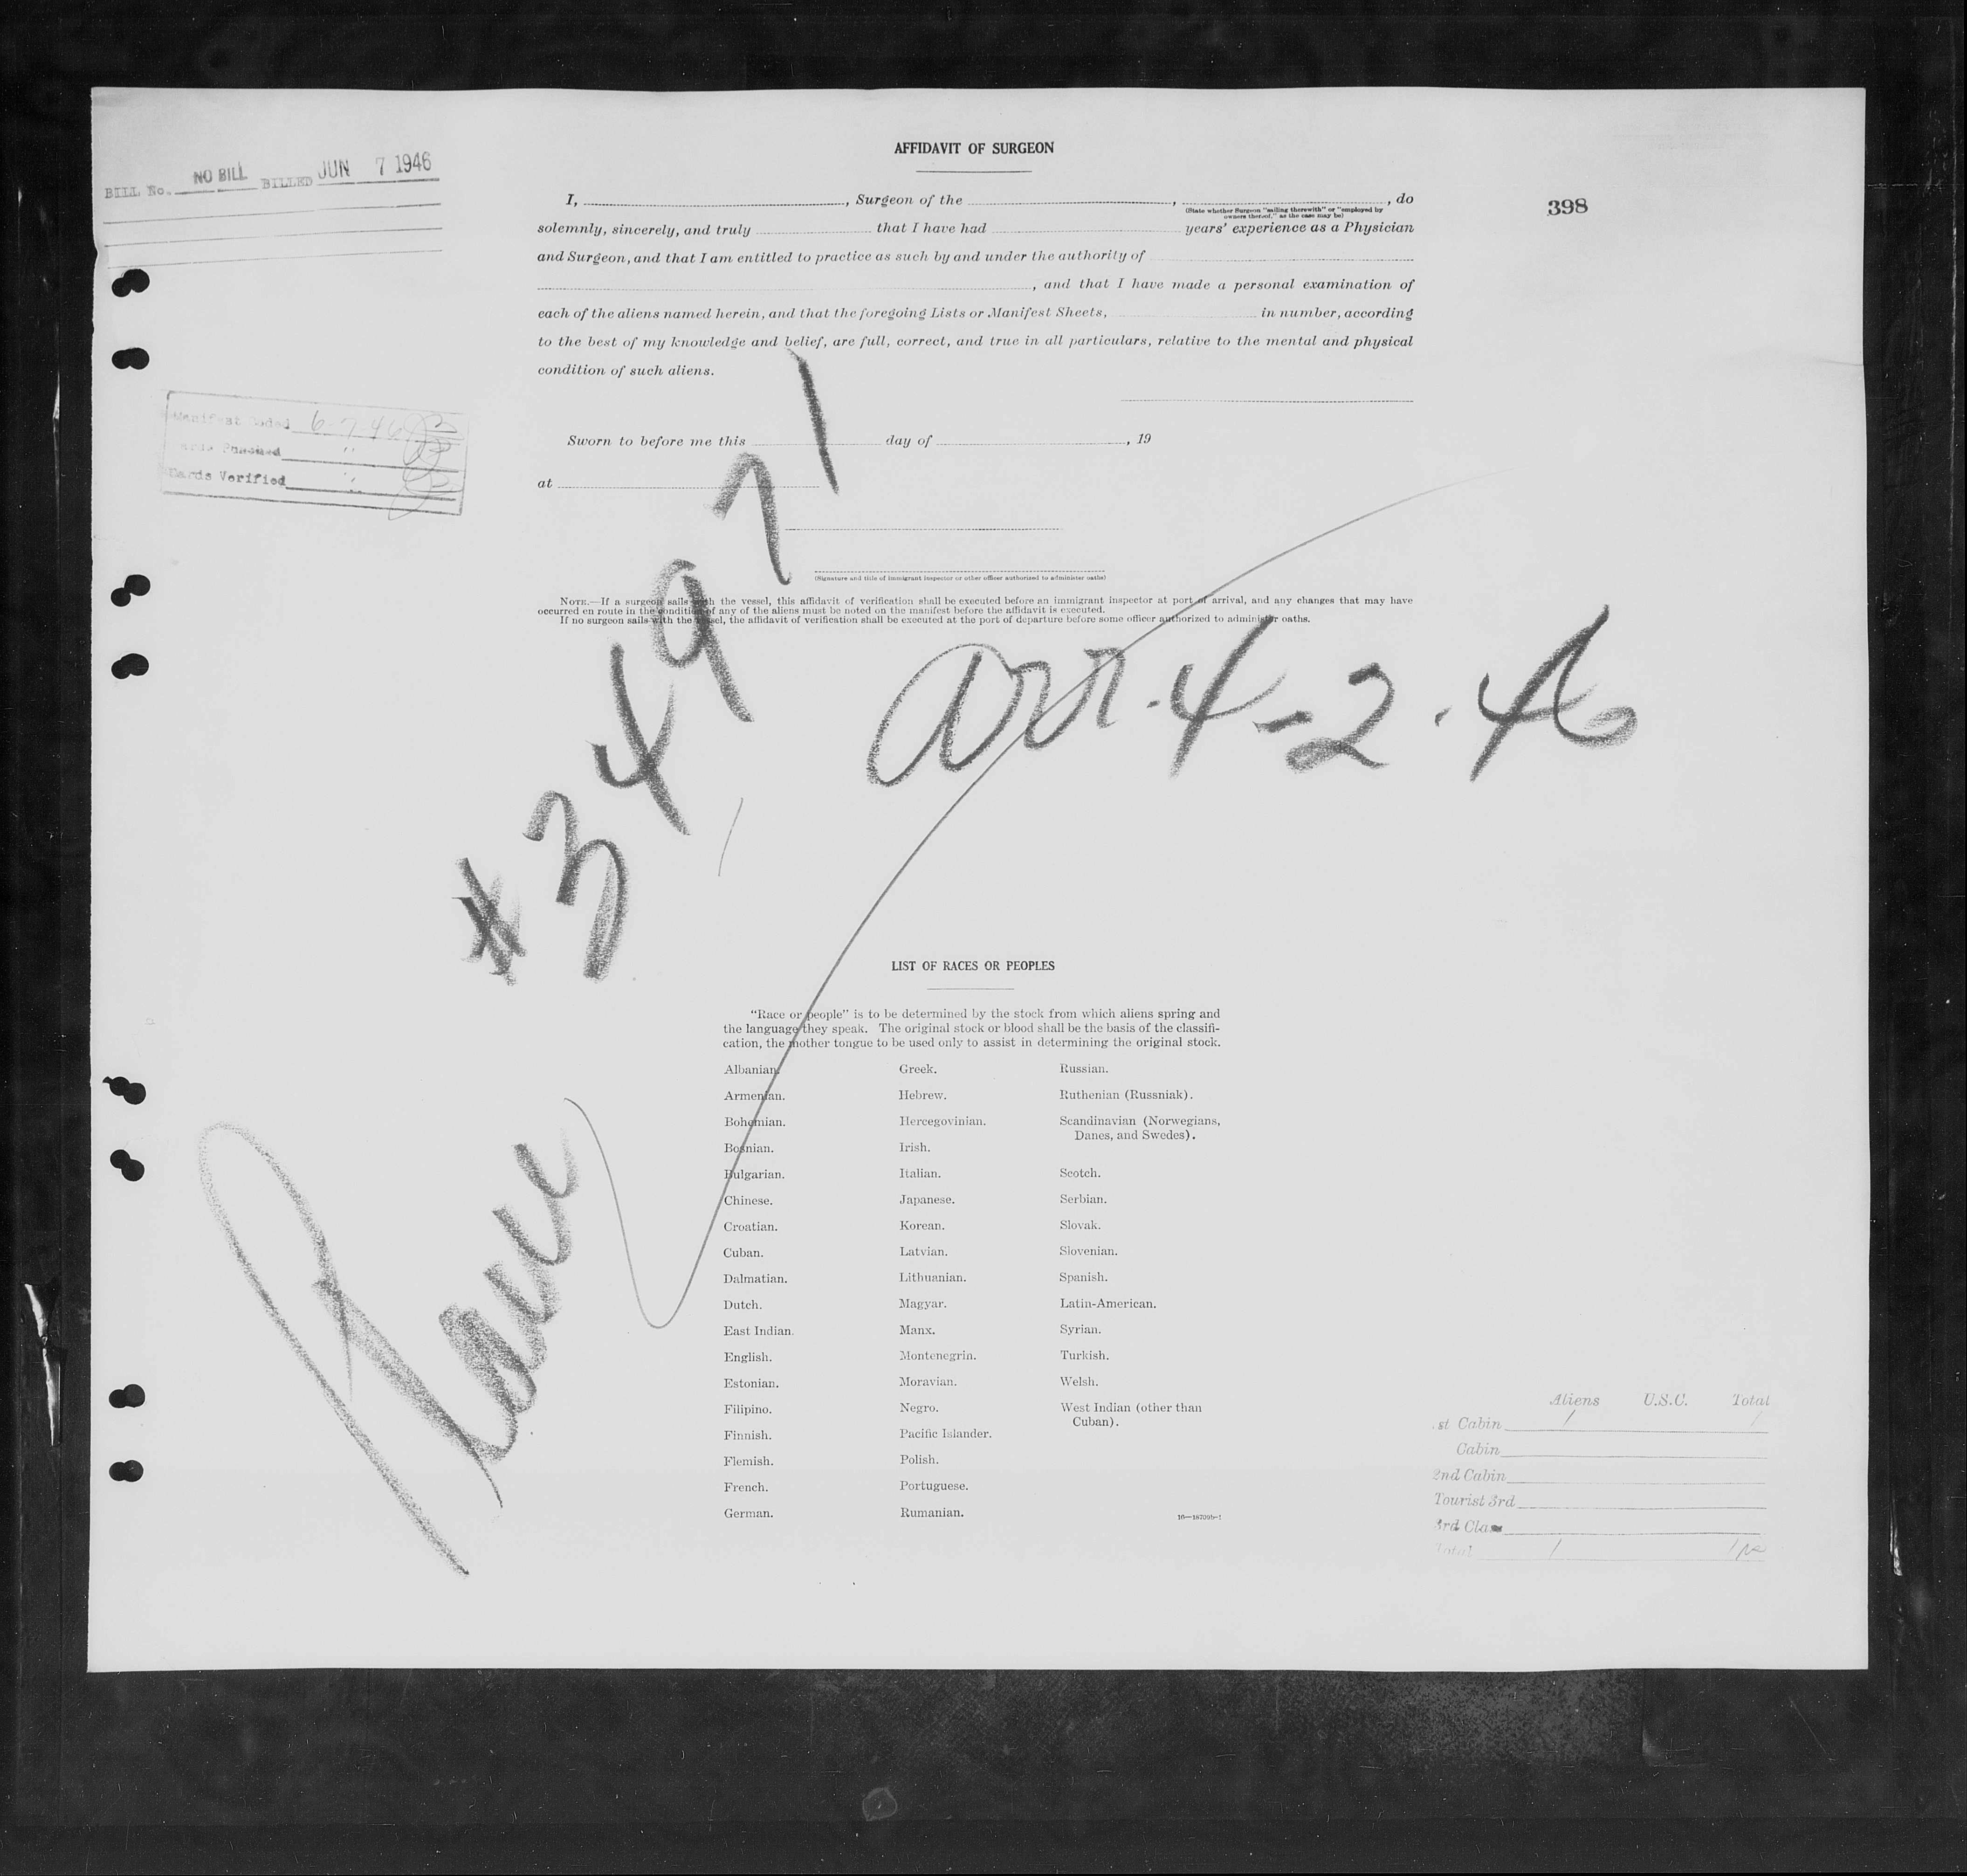 BILL No. NO BILL BILLED JUN 7 1946
AFFIDAVIT OF SURGEON
398
I, , Surgeon of the , , do
(State whether Surgeon "sailing therewith" or "employed by
owners thereof," as the case may be)
solemnly, sincerely, and truly that I have had years' experience as a Physician
and Surgeon, and that I am entitled to practice as such by and under the authority of
, and that I have made a personal examination of
each of the aliens named herein, and that the foregoing Lists or Manifest Sheets, in number, according
to the best of my knowledge and belief, are full, correct, and true in all particulars, relative to the mental and physical
condition of such aliens.
Manifest Coded 6-7-46
Punched "
Cards Verified "
Sworn to before me this day of , 19
at
(Signature and title of immigrant inspector or other officer authorized to administer oaths)
NOTE.—If a surgeon sails with the vessel, this affidavit of verification shall be executed before an immigrant inspector at port of arrival, and any changes that may have
occurred en route in the condition of any of the aliens must be noted on the manifest before the affidavit is executed.
If no surgeon sails with the vessel, the affidavit of verification shall be executed at the port of departure before some officer authorized to administer oaths.
#34971
arr. 4-2-46
LIST OF RACES OR PEOPLES
"Race or people" is to be determined by the stock from which aliens spring and
the language they speak. The original stock or blood shall be the basis of the classifi-
cation, the mother tongue to be used only to assist in determining the original stock.
Albanian. Greek. Russian.
Armenian. Hebrew. Ruthenian (Russniak).
Bohemian. Hercegovinian. Scandinavian (Norwegians,
Danes, and Swedes).
Bosnian. Irish.
Bulgarian. Italian. Scotch.
Chinese. Japanese. Serbian.
Croatian. Korean. Slovak.
Cuban. Latvian. Slovenian.
Dalmatian. Lithuanian. Spanish.
Dutch. Magyar. Latin-American.
East Indian. Manx. Syrian.
English. Montenegrin. Turkish.
Estonian. Moravian. Welsh.
Filipino. Negro. West Indian (other than
Cuban).
Finnish. Pacific Islander.
Flemish. Polish.
French. Portuguese.
German. Rumanian.
16—18709b-1
Aliens U.S.C. Total
st Cabin 1 1
Cabin
2nd Cabin
Tourist 3rd
3rd Class
Total 1 1